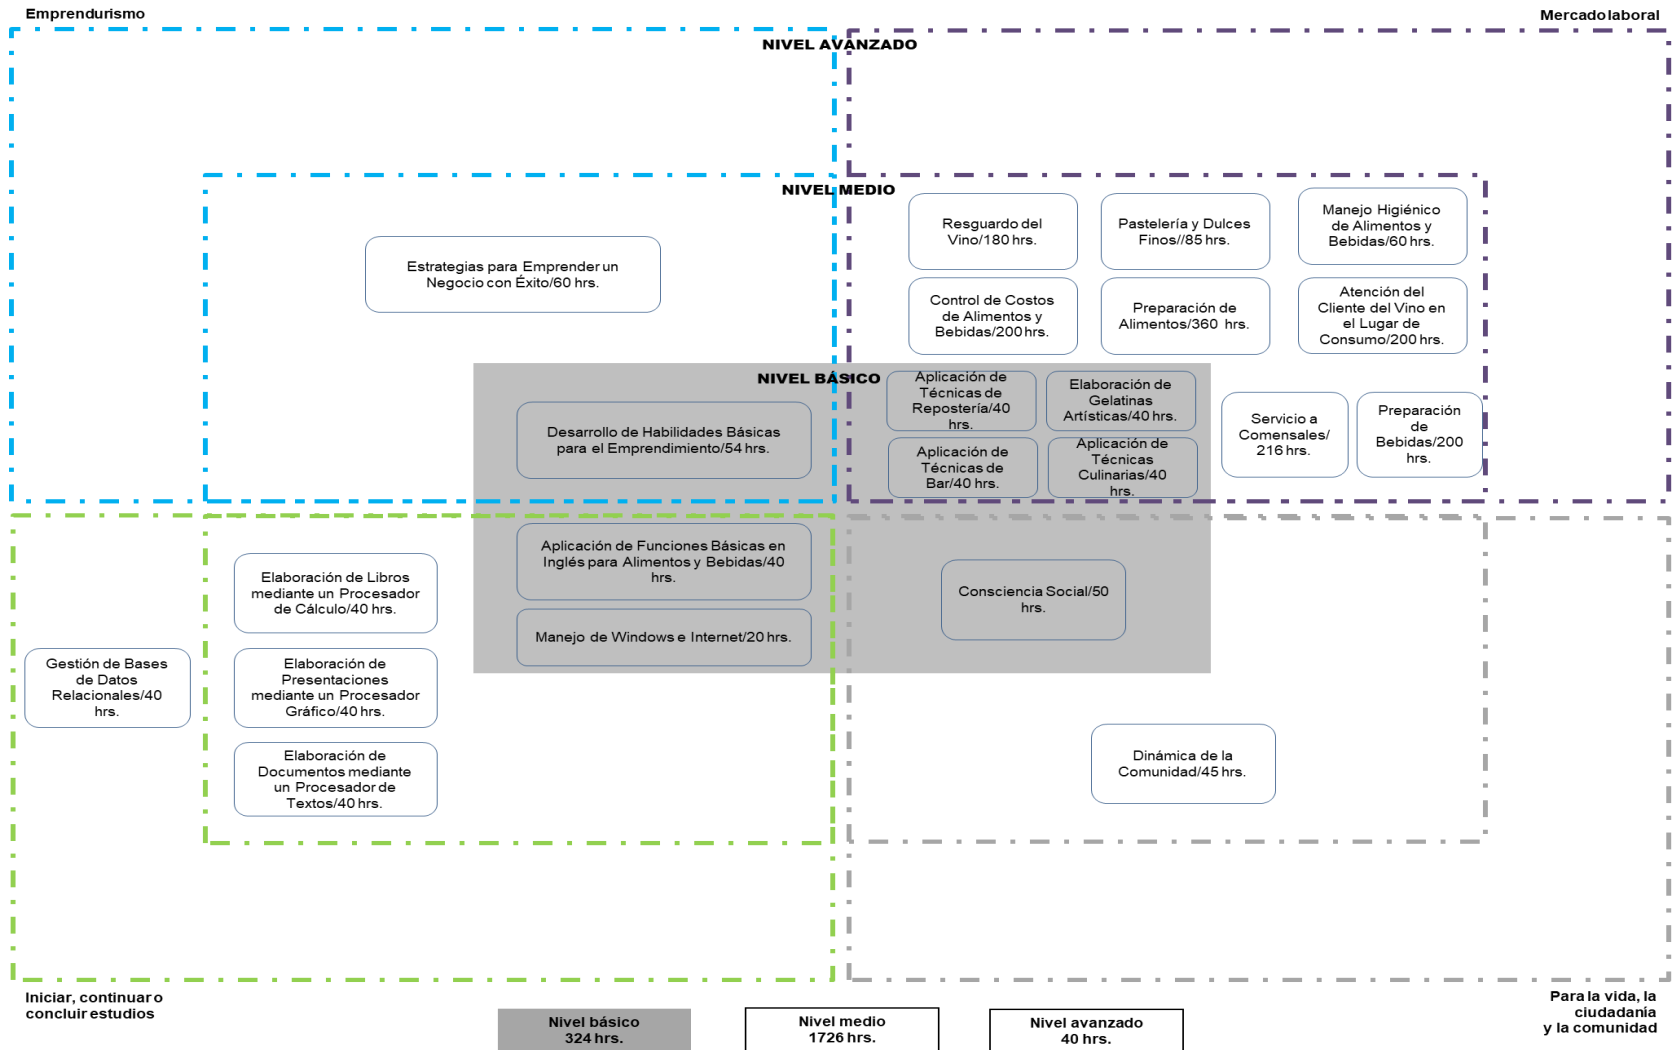 Emprendurismo
Mercado laboral
NIVEL AVANZADO
NIVEL MEDIO
Estrategias para Emprender un
Negocio con Éxito/60 hrs.
Resguardo del
Vino/180 hrs.
Pastelería y Dulces
Finos//85 hrs.
Manejo Higiénico
de Alimentos y
Bebidas/60 hrs.
Control de Costos
de Alimentos y
Bebidas/200 hrs.
Preparación de
Alimentos/360 hrs.
Atención del
Cliente del Vino en
el Lugar de
Consumo/200 hrs.
NIVEL BÁSICO
Desarrollo de Habilidades Básicas
para el Emprendimiento/54 hrs.
Aplicación de
Técnicas de
Repostería/40
hrs.
Elaboración de
Gelatinas
Artísticas/40 hrs.
Aplicación de
Técnicas de
Bar/40 hrs.
Aplicación de
Técnicas
Culinarias/40
hrs.
Servicio a
Comensales/
216 hrs.
Preparación
de
Bebidas/200
hrs.
Aplicación de Funciones Básicas en
Inglés para Alimentos y Bebidas/40
hrs.
Manejo de Windows e Internet/20 hrs.
Consciencia Social/50
hrs.
Elaboración de Libros
mediante un Procesador
de Cálculo/40 hrs.
Gestión de Bases
de Datos
Relacionales/40
hrs.
Elaboración de
Presentaciones
mediante un Procesador
Gráfico/40 hrs.
Elaboración de
Documentos mediante
un Procesador de
Textos/40 hrs.
Dinámica de la
Comunidad/45 hrs.
Iniciar, continuar o
concluir estudios
Para la vida, la
ciudadanía
y la comunidad
Nivel básico
324 hrs.
Nivel medio
1726 hrs.
Nivel avanzado
40 hrs.